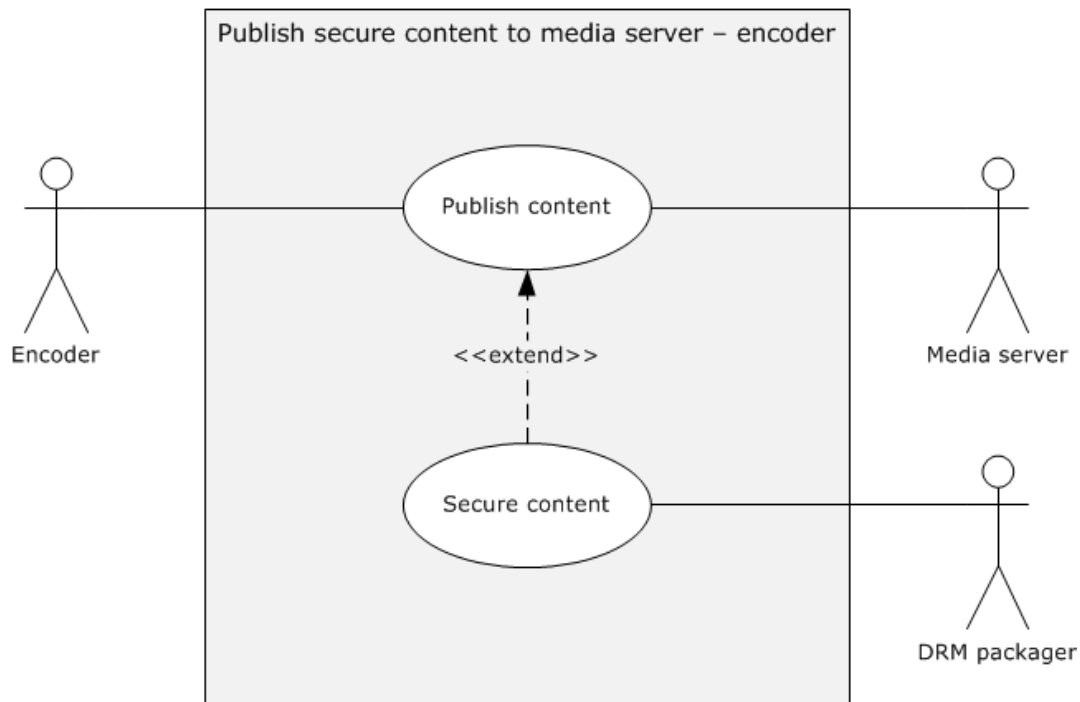 Publish secure content to media server – encoder
Publish content
Encoder
<<extend>>
Media server
Secure content
DRM packager